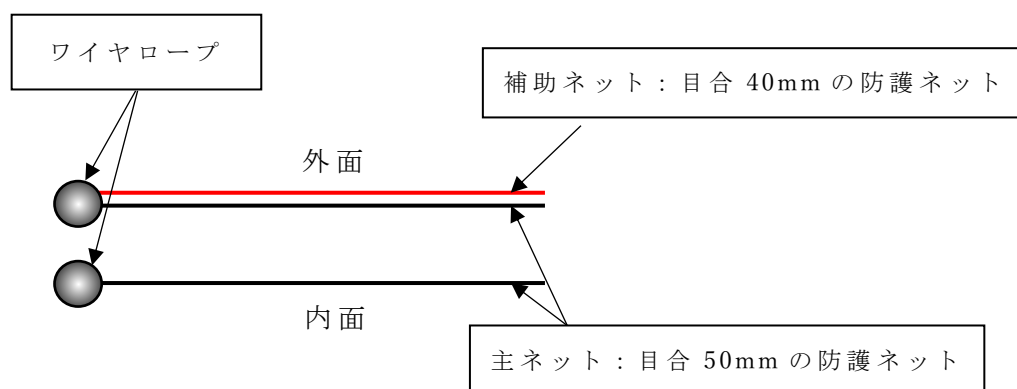 ワイヤロープ
補助ネット：目合 40mm の防護ネット
外面
内面
主ネット：目合 50mm の防護ネット